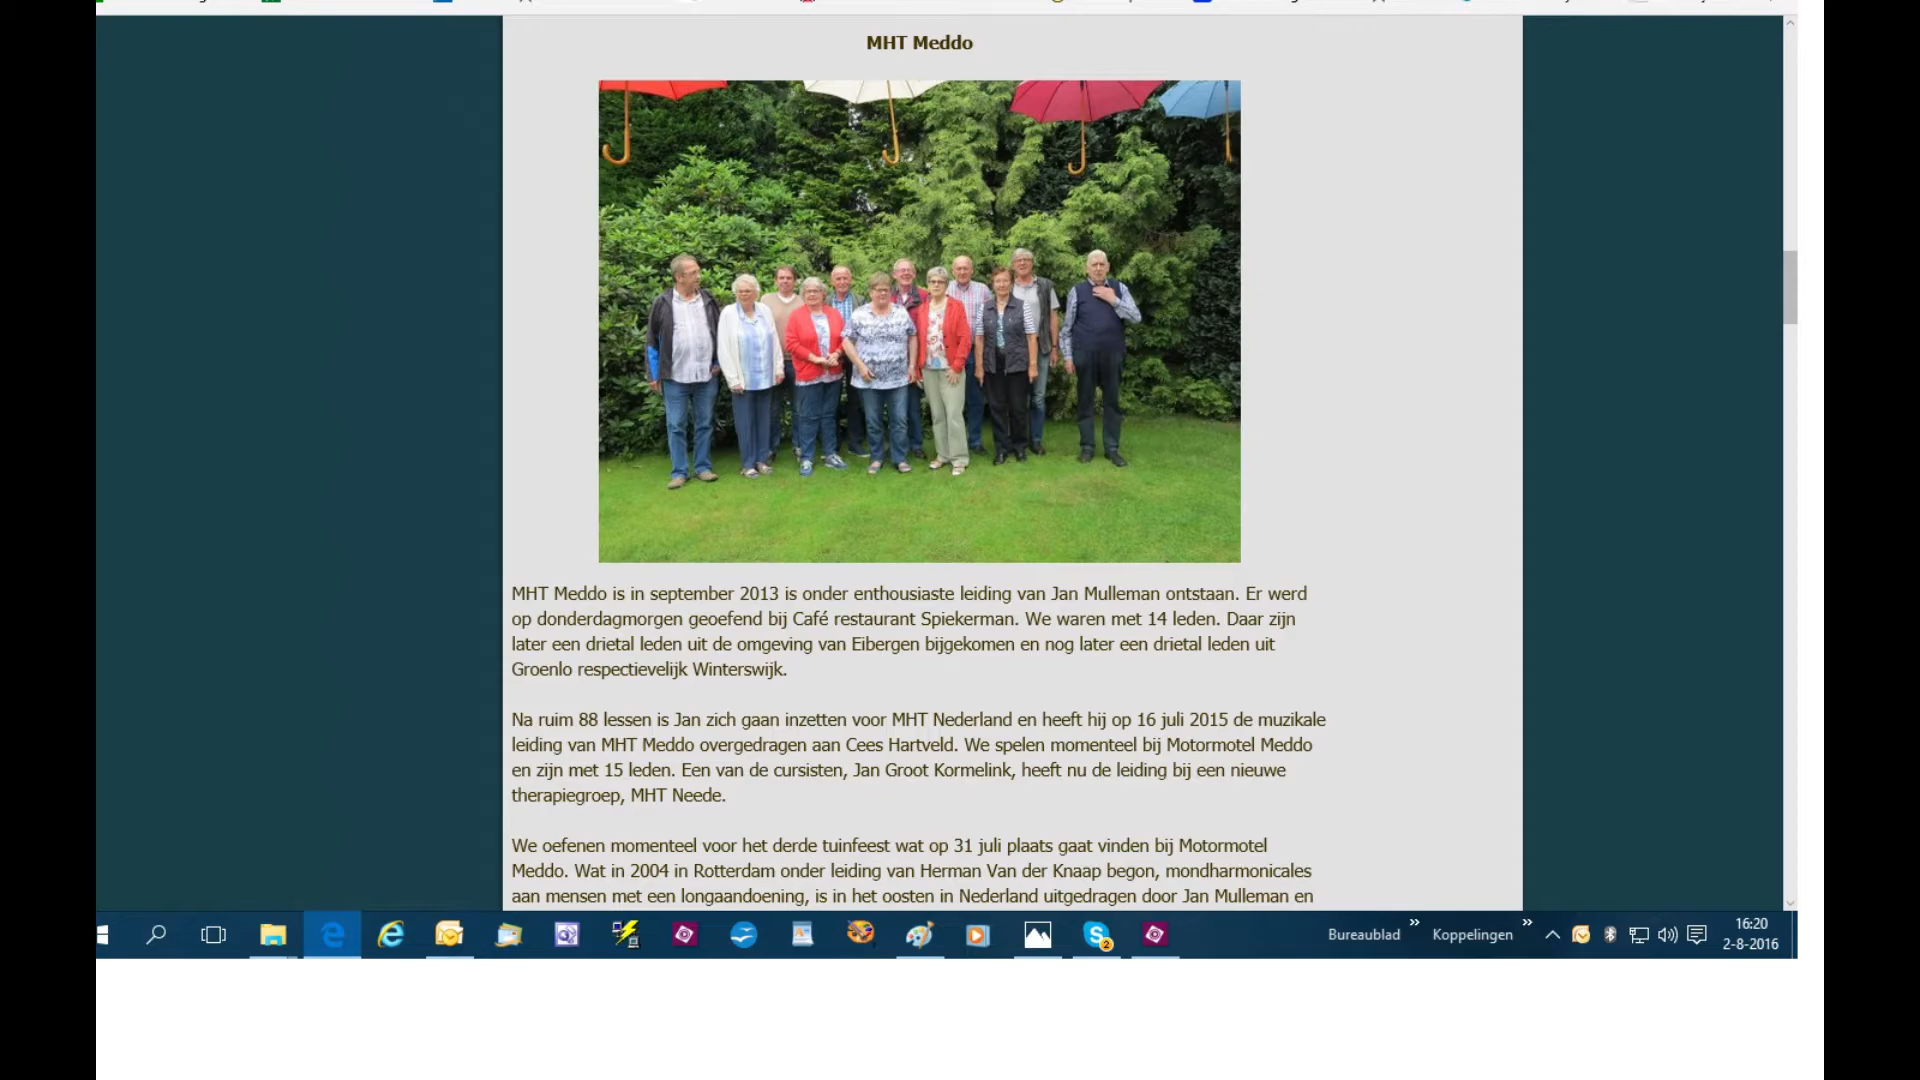 MHT Meddo
MHT Meddo is in september 2013 is onder enthousiaste leiding van Jan Mulleman ontstaan. Er werd
op donderdagmorgen geoefend bij Café restaurant Spiekerman. We waren met 14 leden. Daar zijn
later een drietal leden uit de omgeving van Eibergen bijgekomen en nog later een drietal leden uit
Groenlo respectievelijk Winterswijk.
Na ruim 88 lessen is Jan zich gaan inzetten voor MHT Nederland en heeft hij op 16 juli 2015 de muzikale
leiding van MHT Meddo overgedragen aan Cees Hartveld. We spelen momenteel bij Motormotel Meddo
en zijn met 15 leden. Een van de cursisten, Jan Groot Kormelink, heeft nu de leiding bij een nieuwe
therapiegroep, MHT Neede.
We oefenen momenteel voor het derde tuinfeest wat op 31 juli plaats gaat vinden bij Motormotel
Meddo. Wat in 2004 in Rotterdam onder leiding van Herman Van der Knaap begon, mondharmonicales
aan mensen met een longaandoening, is in het oosten in Nederland uitgedragen door Jan Mulleman en
Bureaublad » Koppelingen » 16:20
2-8-2016